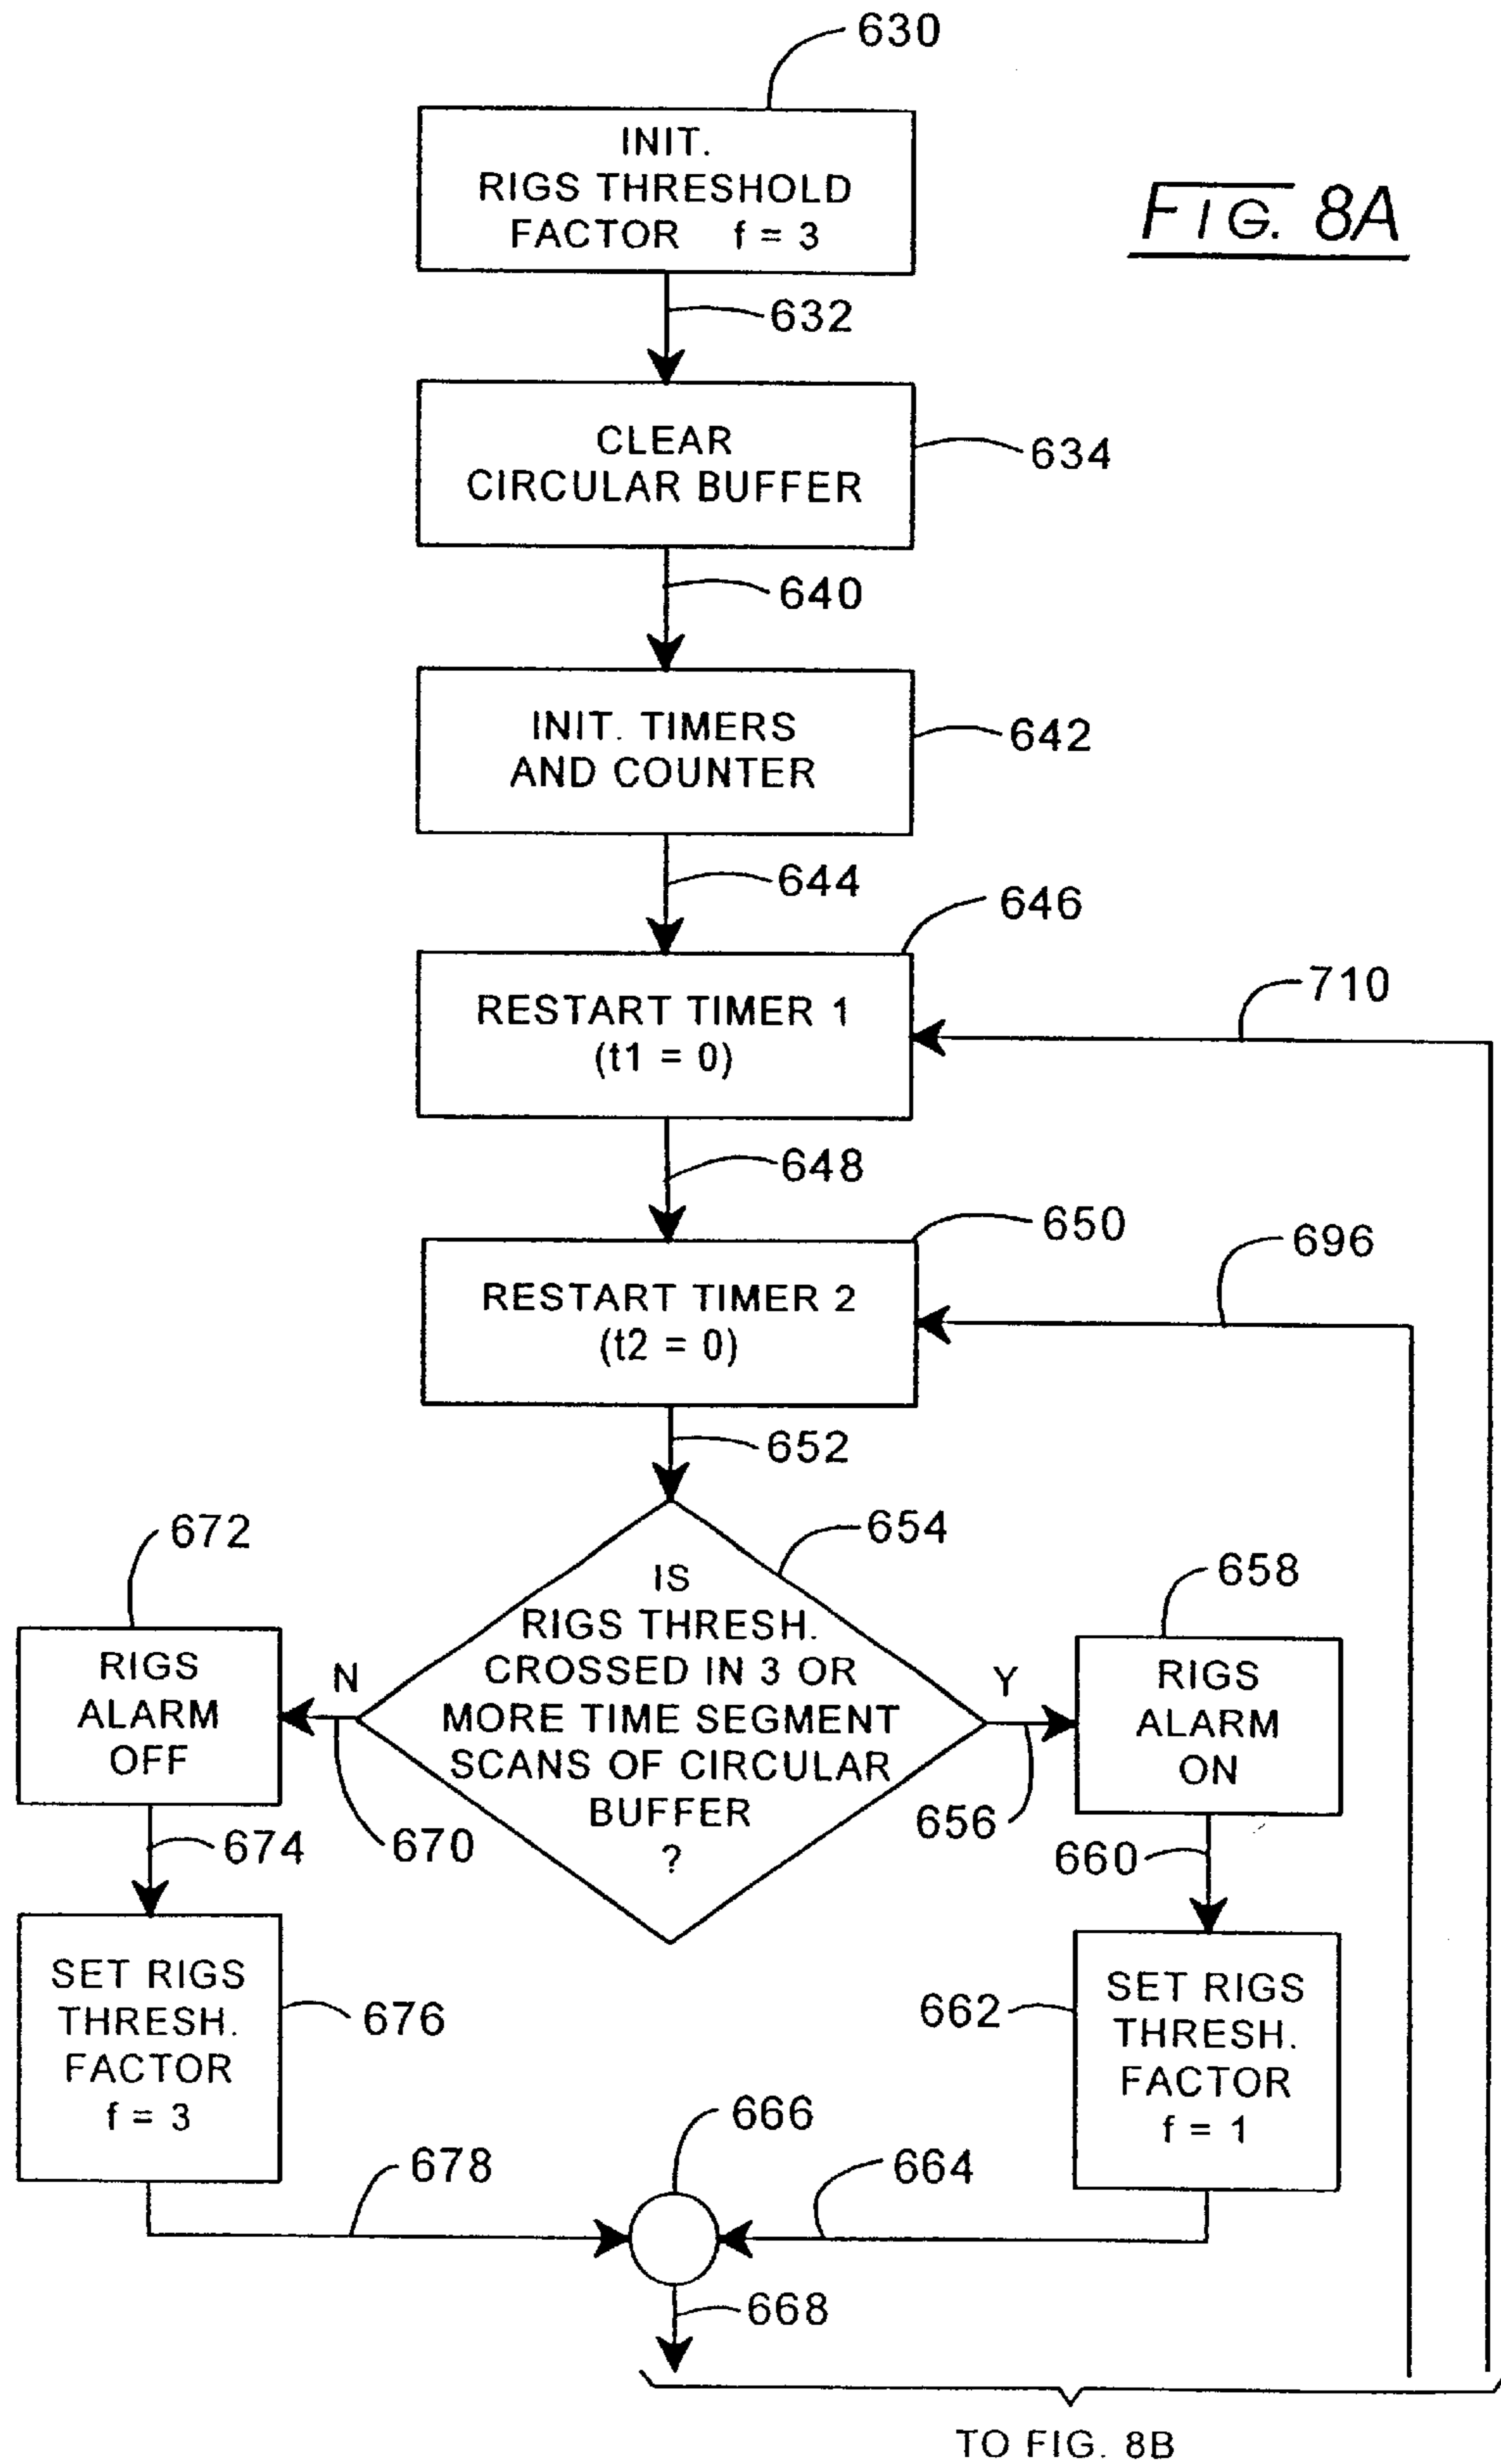 630
INIT.
RIGS THRESHOLD
FACTOR f = 3
FIG. 8A
632
CLEAR
CIRCULAR BUFFER
634
640
INIT. TIMERS
AND COUNTER
642
644
646
RESTART TIMER 1
(t1 = 0)
710
648
650
RESTART TIMER 2
(t2 = 0)
696
652
654
672
658
IS
RIGS THRESH.
CROSSED IN 3 OR
MORE TIME SEGMENT
SCANS OF CIRCULAR
BUFFER
?
RIGS
ALARM
OFF
N
Y
RIGS
ALARM
ON
670
656
674
660
SET RIGS
THRESH.
FACTOR
f = 3
676
662
SET RIGS
THRESH.
FACTOR
f = 1
666
678
664
668
TO FIG. 8B